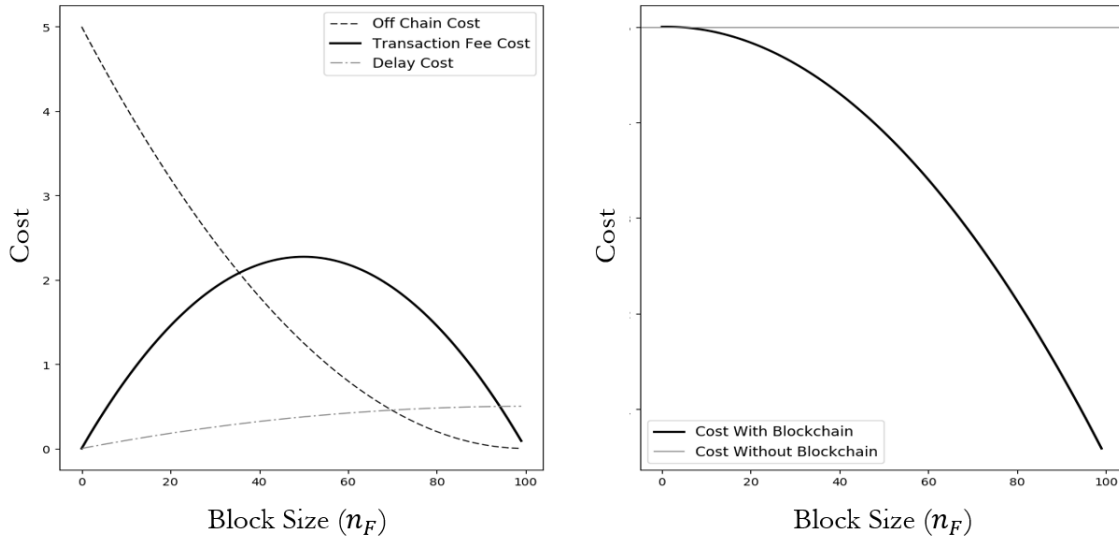 Off Chain Cost
Transaction Fee Cost
Delay Cost
5
4
3
2
1
0
Cost
0 20 40 60 80 100
Block Size (n_F)
Cost
Cost With Blockchain
Cost Without Blockchain
0 20 40 60 80 100
Block Size (n_F)